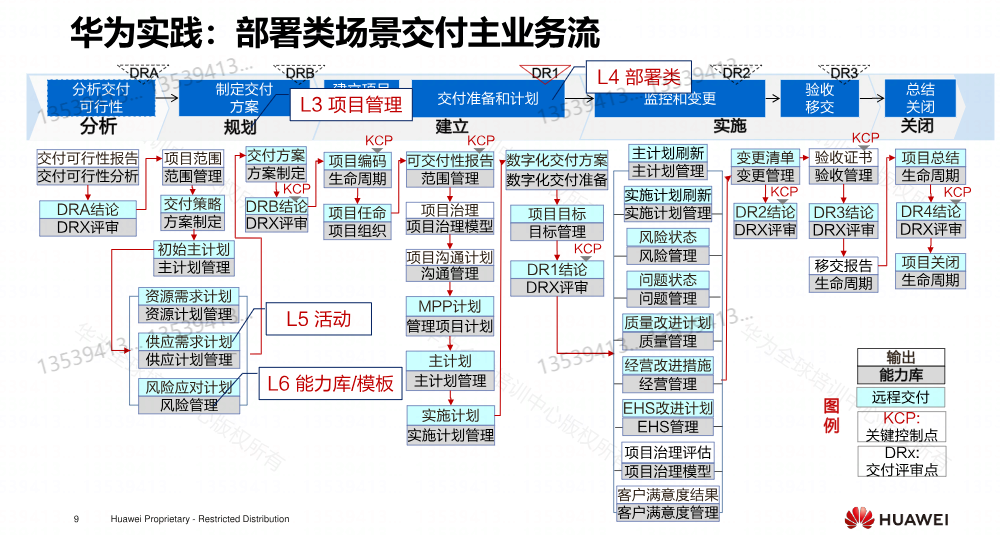 华为实践：部署类场景交付主业务流
DRA
DRB
DR1
DR2
DR3
L4 部署类
L3 项目管理
分析交付
可行性
制定交付
方案
建立项目
交付准备和计划
监控和变更
验收
移交
总结
关闭
分析
规划
建立
实施
关闭
交付可行性报告
交付可行性分析
DRA结论
DRX评审
项目范围
范围管理
交付策略
方案制定
初始主计划
主计划管理
资源需求计划
资源计划管理
供应需求计划
供应计划管理
风险应对计划
风险管理
L5 活动
L6 能力库/模板
交付方案
方案制定
KCP
DRB结论
DRX评审
KCP
项目编码
生命周期
项目任命
项目组织
KCP
可交付性报告
范围管理
项目治理
项目治理模型
项目沟通计划
沟通管理
MPP计划
管理项目计划
主计划
主计划管理
实施计划
实施计划管理
数字化交付方案
数字化交付准备
项目目标
目标管理
KCP
DR1结论
DRX评审
主计划刷新
主计划管理
实施计划刷新
实施计划管理
风险状态
风险管理
问题状态
问题管理
质量改进计划
质量管理
经营改进措施
经营管理
EHS改进计划
EHS管理
项目治理评估
项目治理模型
客户满意度结果
客户满意度管理
变更清单
变更管理
KCP
DR2结论
DRX评审
KCP
验收证书
验收管理
DR3结论
DRX评审
移交报告
生命周期
项目总结
生命周期
KCP
DR4结论
DRX评审
项目关闭
生命周期
图
例
输出
能力库
远程交付
KCP:
关键控制点
DRx:
交付评审点
9
Huawei Proprietary - Restricted Distribution
HUAWEI
13539413...
13539413...
13539413...
13539413...
13539413...
13539413...